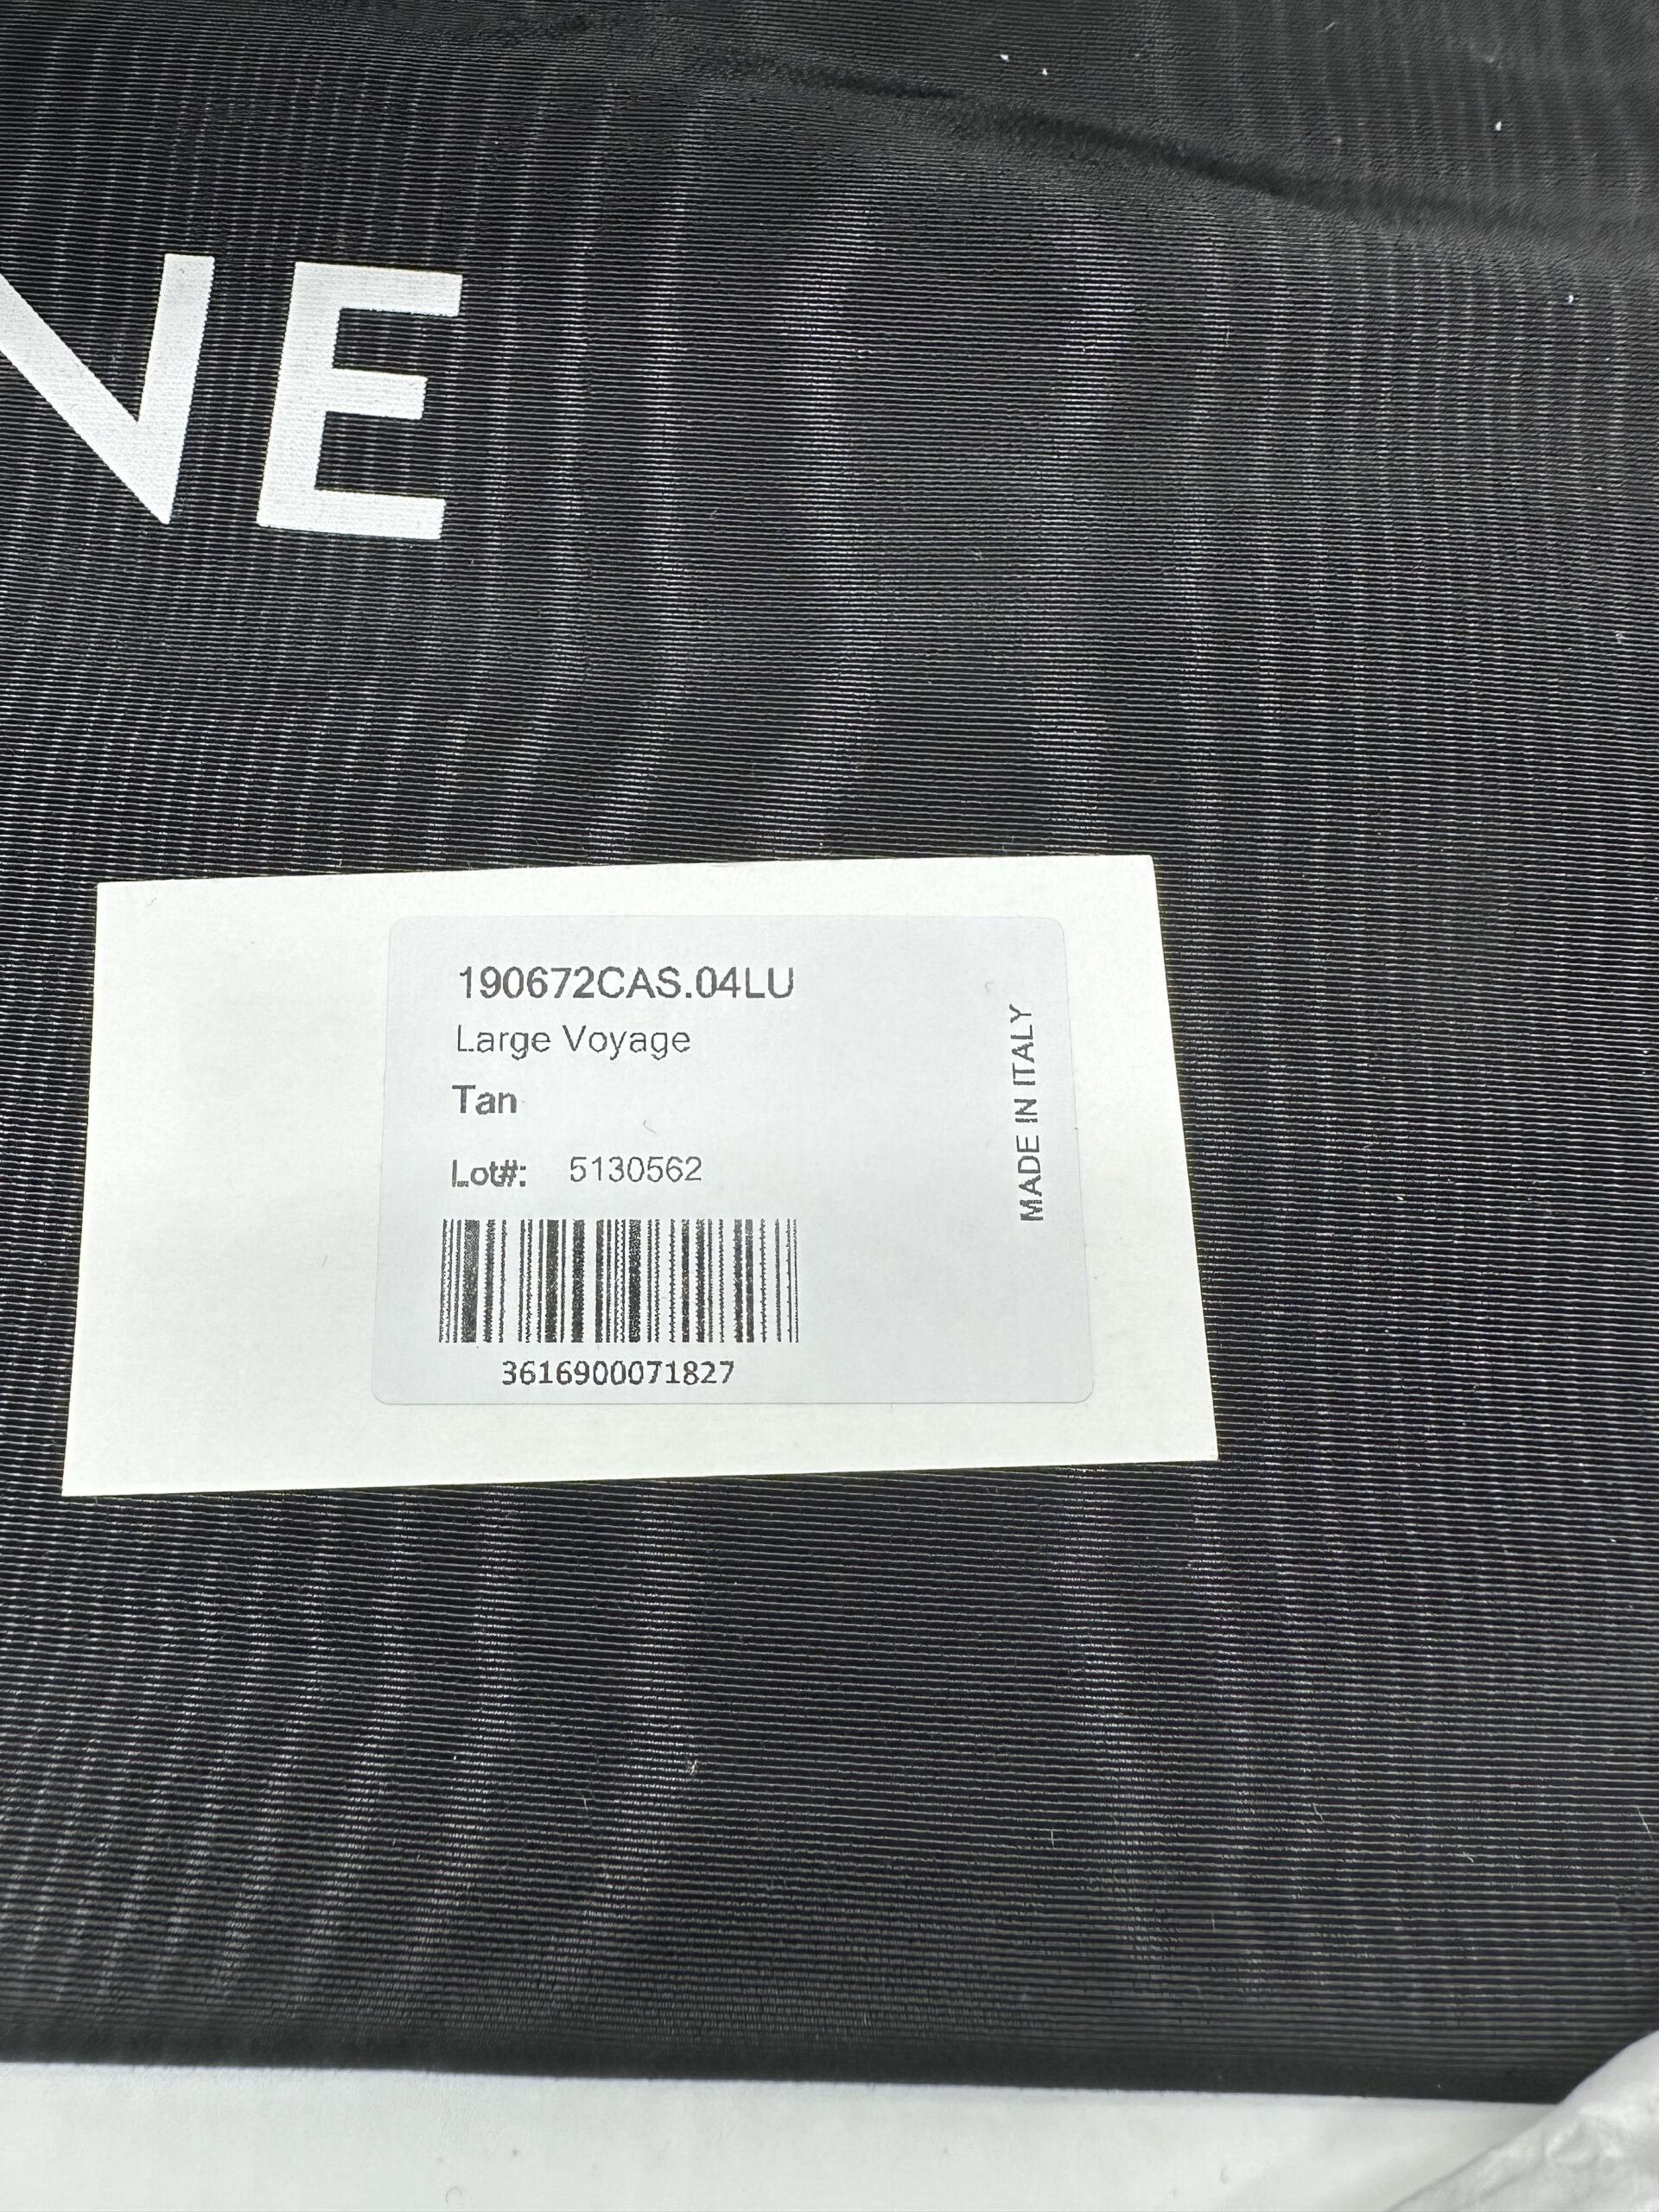 NE
190672CAS.04LU
Large Voyage
Tan
Lot#: 5130562
3616900071827
MADE IN ITALY